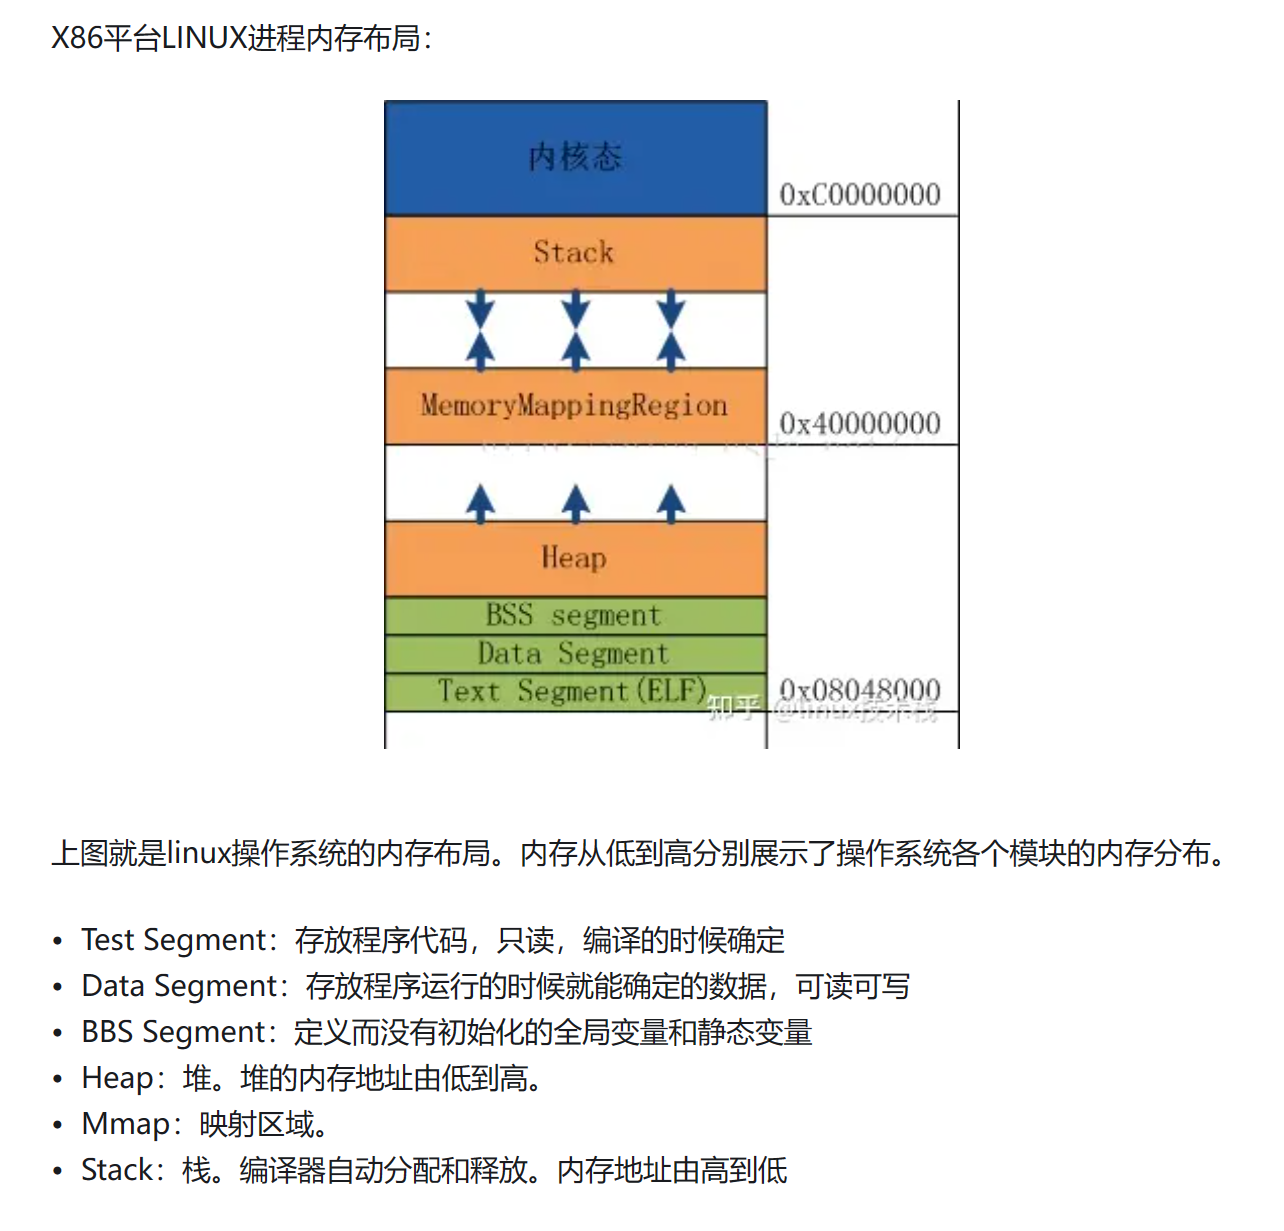 X86平台LINUX进程内存布局：
内核态
0xC0000000
Stack
MemoryMappingRegion
0x40000000
Heap
BSS segment
Data Segment
Text Segment(ELF)
0x08048000
知乎 @linux技术栈
上图就是linux操作系统的内存布局。内存从低到高分别展示了操作系统各个模块的内存分布。
• Test Segment：存放程序代码，只读，编译的时候确定
• Data Segment：存放程序运行的时候就能确定的数据，可读可写
• BBS Segment：定义而没有初始化的全局变量和静态变量
• Heap：堆。堆的内存地址由低到高。
• Mmap：映射区域。
• Stack：栈。编译器自动分配和释放。内存地址由高到低